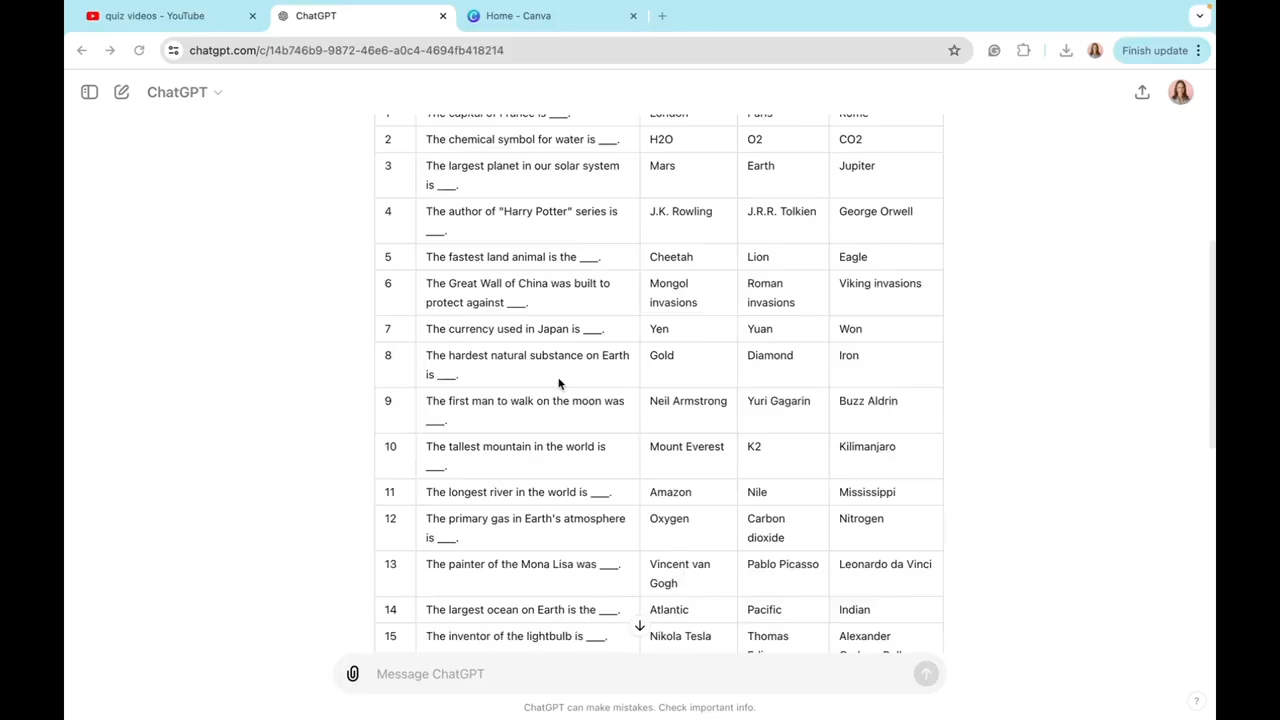 quiz videos - YouTube
ChatGPT
Home - Canva
chatgpt.com/c/14b746b9-9872-46e6-a0c4-4694fb418214
Finish update
ChatGPT
1 The capital of France is ___. London Paris Rome
2 The chemical symbol for water is ___. H2O O2 CO2
3 The largest planet in our solar system Mars Earth Jupiter
is ___.
4 The author of "Harry Potter" series is J.K. Rowling J.R.R. Tolkien George Orwell
___.
5 The fastest land animal is the ___. Cheetah Lion Eagle
6 The Great Wall of China was built to Mongol Roman Viking invasions
protect against ___. invasions invasions
7 The currency used in Japan is ___. Yen Yuan Won
8 The hardest natural substance on Earth Gold Diamond Iron
is ___.
9 The first man to walk on the moon was Neil Armstrong Yuri Gagarin Buzz Aldrin
___.
10 The tallest mountain in the world is Mount Everest K2 Kilimanjaro
___.
11 The longest river in the world is ___. Amazon Nile Mississippi
12 The primary gas in Earth's atmosphere Oxygen Carbon Nitrogen
is ___. dioxide
13 The painter of the Mona Lisa was ___. Vincent van Pablo Picasso Leonardo da Vinci
Gogh
14 The largest ocean on Earth is the ___. Atlantic Pacific Indian
15 The inventor of the lightbulb is ___. Nikola Tesla Thomas Alexander
Message ChatGPT
ChatGPT can make mistakes. Check important info.
?